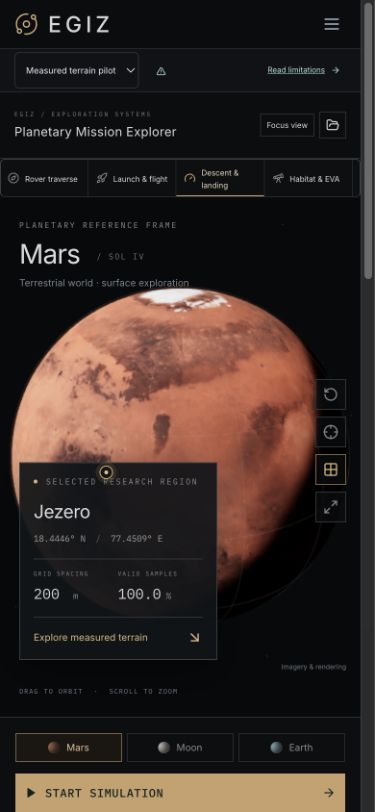 EGIZ
Measured terrain pilot
Read limitations →
EGIZ / EXPLORATION SYSTEMS
Planetary Mission Explorer
Focus view
Rover traverse
Launch & flight
Descent & landing
Habitat & EVA
PLANETARY REFERENCE FRAME
Mars / SOL IV
Terrestrial world · surface exploration
SELECTED RESEARCH REGION
Jezero
18.4446° N / 77.4509° E
GRID SPACING VALID SAMPLES
200 m 100.0 %
Explore measured terrain
Imagery & rendering
DRAG TO ORBIT · SCROLL TO ZOOM
Mars Moon Earth
START SIMULATION →